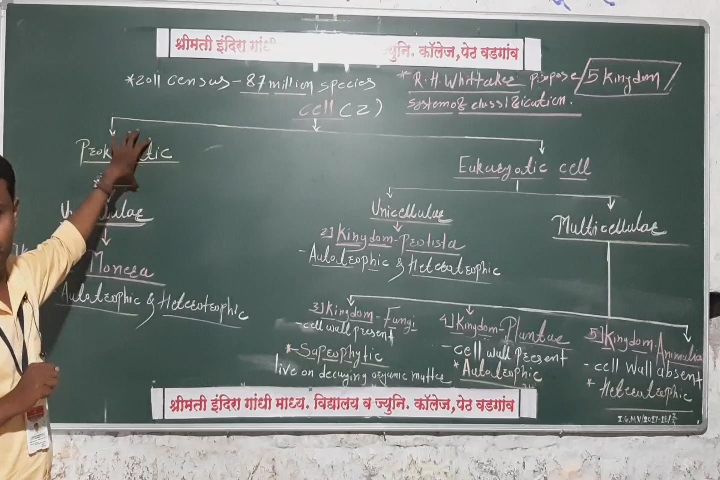 श्रीमती इंदिरा गांधी ज्युनि. कॉलेज,पेठ वडगांव
*2011 census - 87 million species
* R.H Whittaker propose 5 Kingdom
system of classification.
cell (2)
Eukaryotic cell
Unicellular
Multicellular
2] Kingdom - Protista
- Autotrophic & Heterotrophic
Monera
Autotrophic & Heterotrophic
3] Kingdom - Fungi
- cell wall present
* Saprophytic
live on decaying organic matter
4] Kingdom - Plantae
- cell wall present
* Autotrophic
5] Kingdom - Animalia
- cell wall absent
* Heterotrophic
श्रीमती इंदिरा गांधी माध्य. विद्यालय व ज्युनि. कॉलेज,पेठ वडगांव